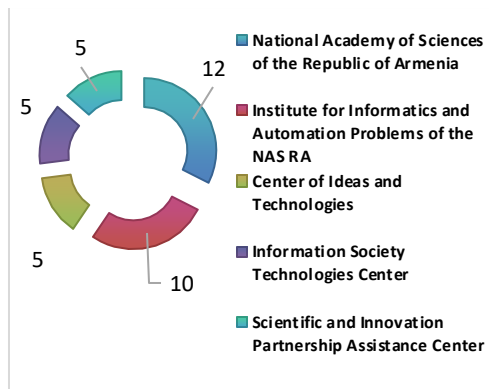 5
12
5
5
10
National Academy of Sciences
of the Republic of Armenia
Institute for Informatics and
Automation Problems of the
NAS RA
Center of Ideas and
Technologies
Information Society
Technologies Center
Scientific and Innovation
Partnership Assistance Center